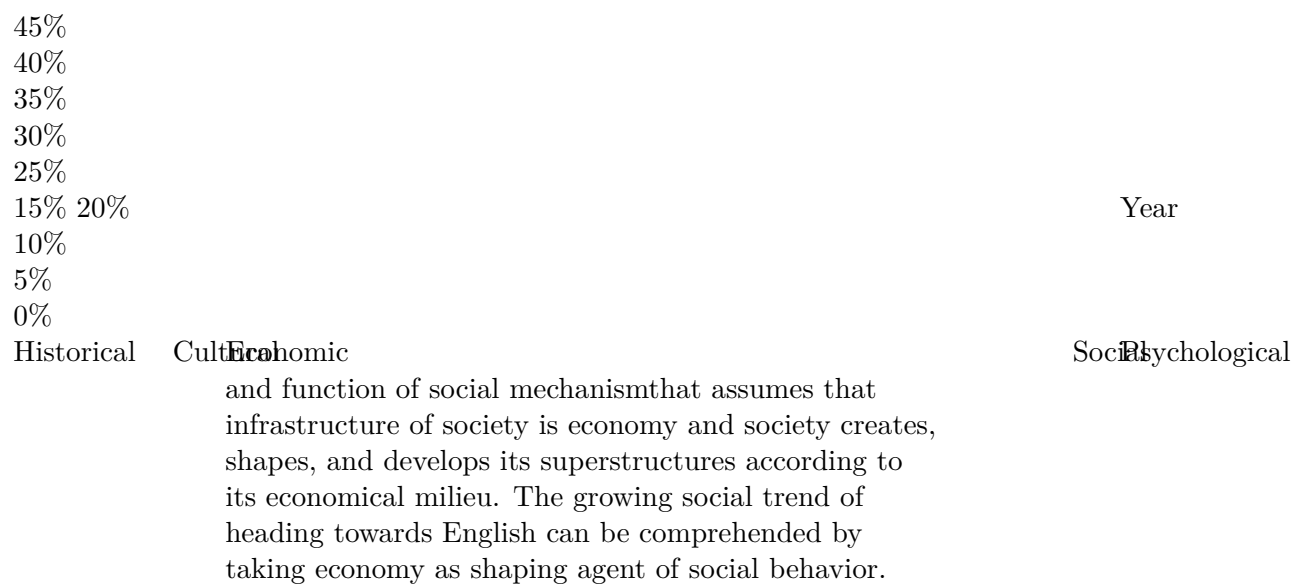 45%
40%
35%
30%
25%
15% 20% Year
10%
5%
0%
Historical Cultural Economic Social Psychological
and function of social mechanismthat assumes that
infrastructure of society is economy and society creates,
shapes, and develops its superstructures according to
its economical milieu. The growing social trend of
heading towards English can be comprehended by
taking economy as shaping agent of social behavior.